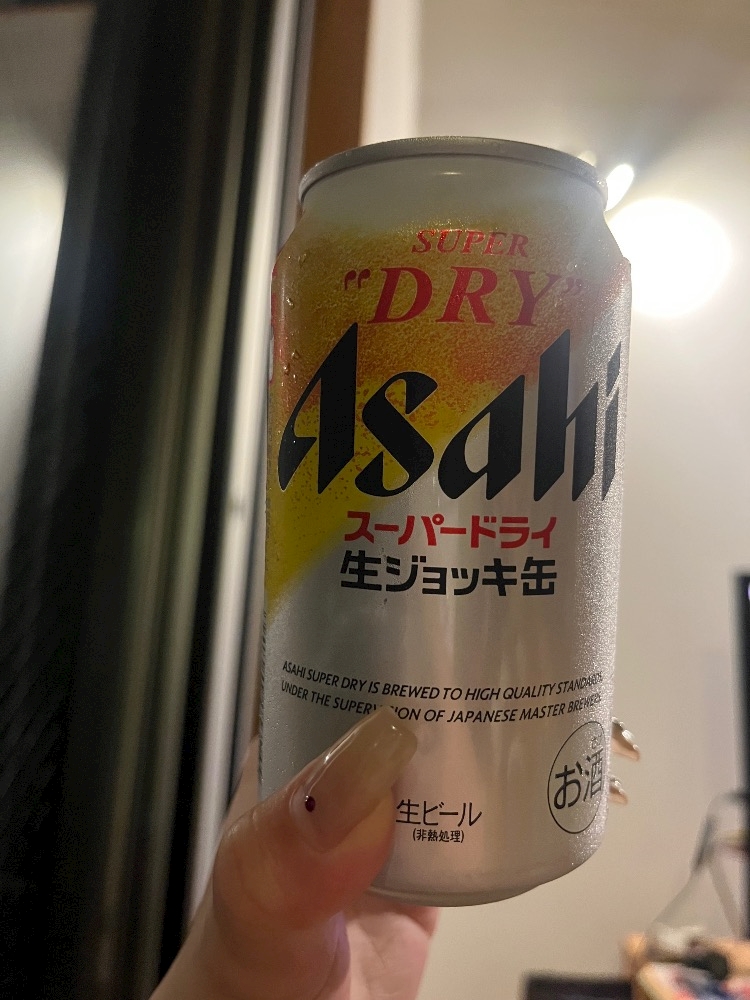 SUPER
"DRY"
Asahi
スーパードライ
生ジョッキ缶
ASAHI SUPER DRY IS BREWED TO HIGH QUALITY STANDARDS
UNDER THE SUPERVISION OF JAPANESE MASTER BREWERS
お酒
生ビール
(非熱処理)